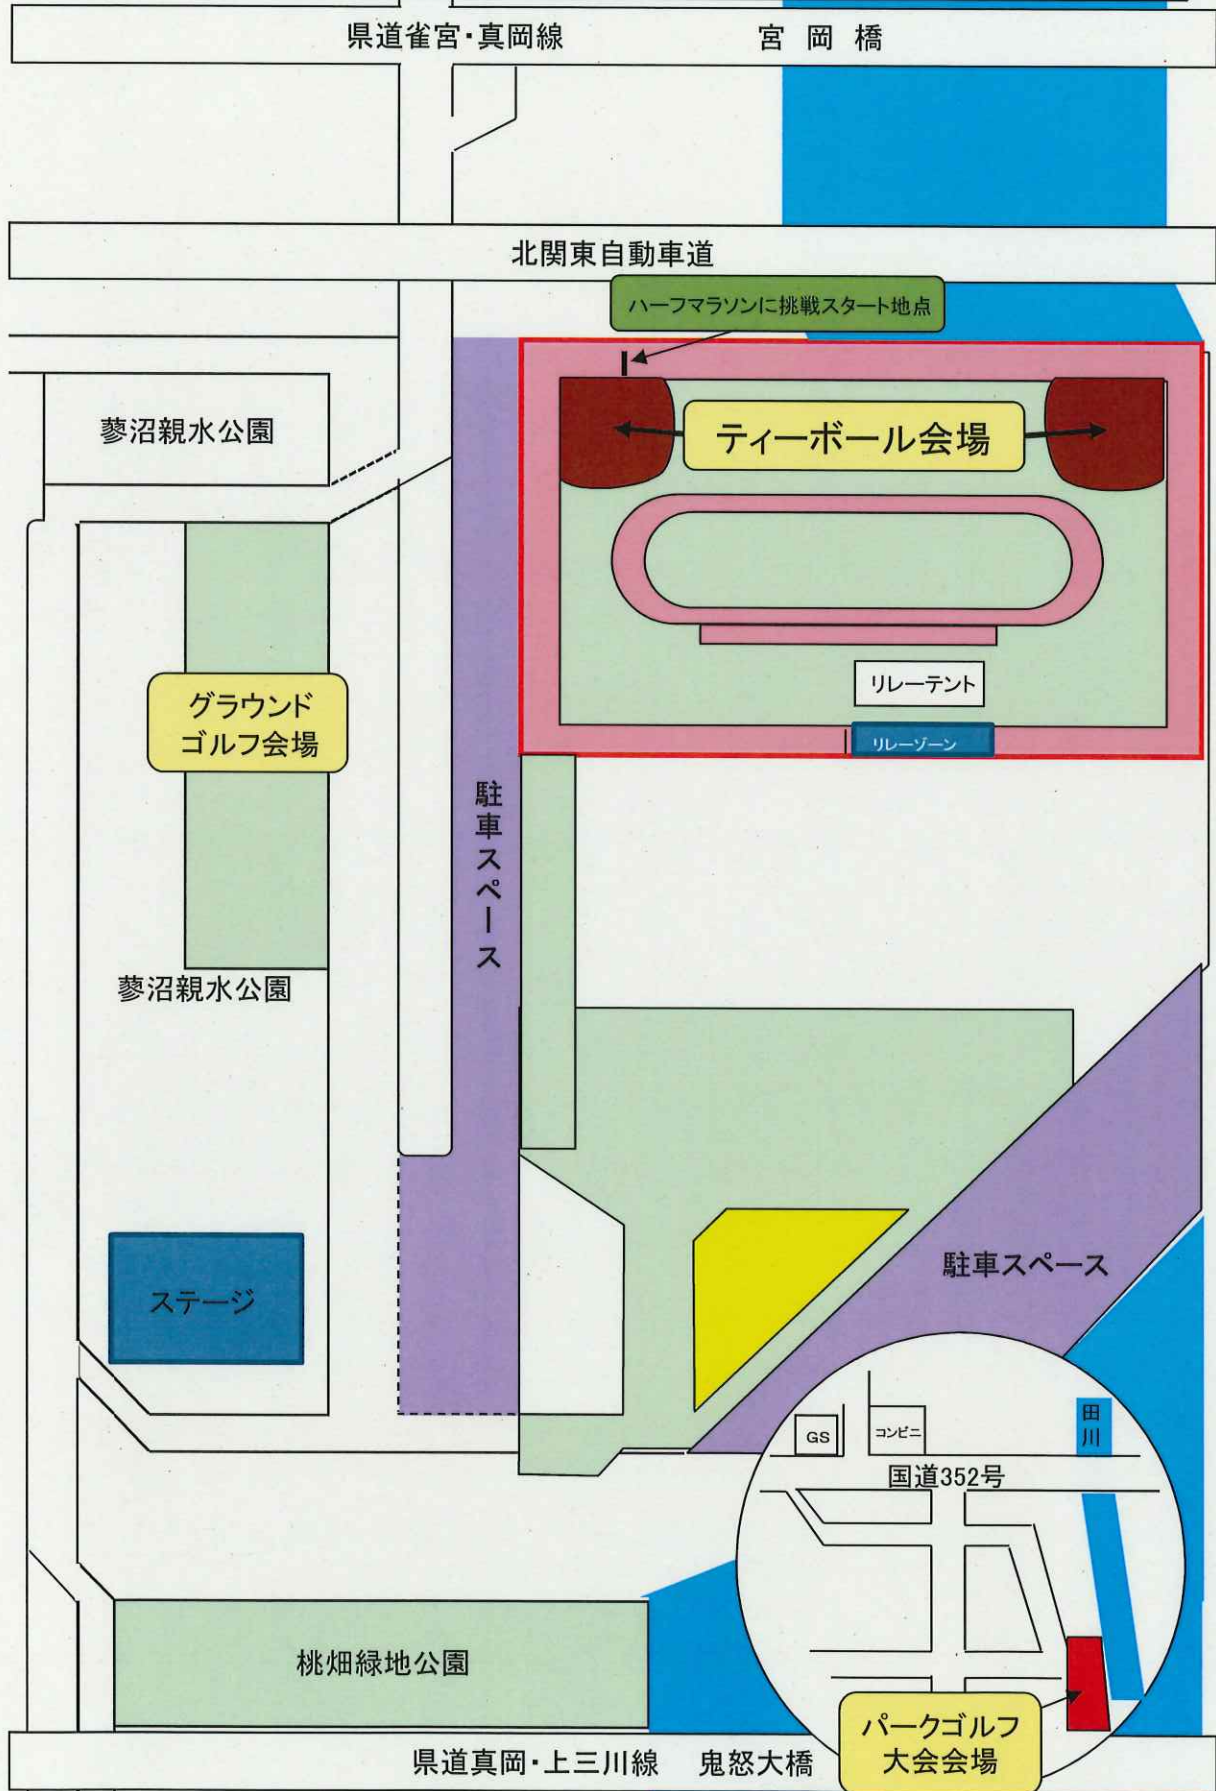 県道雀宮・真岡線 宮岡橋
北関東自動車道
ハーフマラソンに挑戦スタート地点
蓼沼親水公園
ティーボール会場
リレーテント
グラウンド
ゴルフ会場
リレーゾーン
駐車スペース
蓼沼親水公園
駐車スペース
ステージ
GS
コンビニ
田川
国道352号
桃畑緑地公園
パークゴルフ
大会会場
県道真岡・上三川線 鬼怒大橋